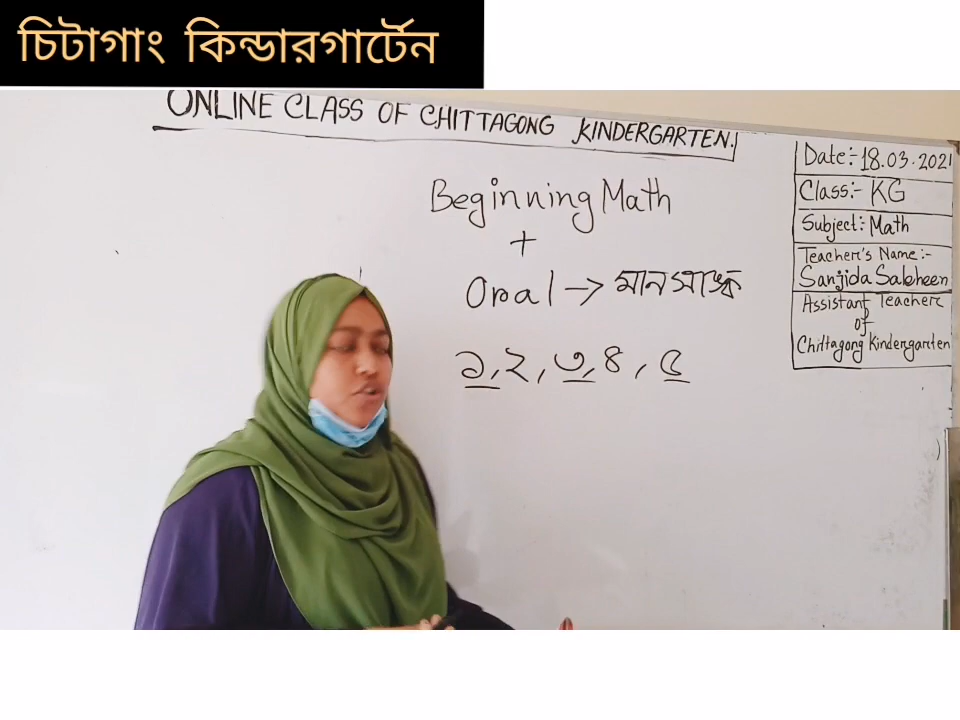 চিটাগাং কিন্ডারগার্টেন
ONLINE CLASS OF CHITTAGONG KINDERGARTEN.
Beginning Math
+
Oral → মানসাঙ্ক
১, ২, ৩, ৪, ৫
Date:- 18.03.2021
Class:- KG
Subject: Math
Teacher's Name:-
Sanjida Sabeheen
Assistant Teacher
of
Chittagong Kindergarten